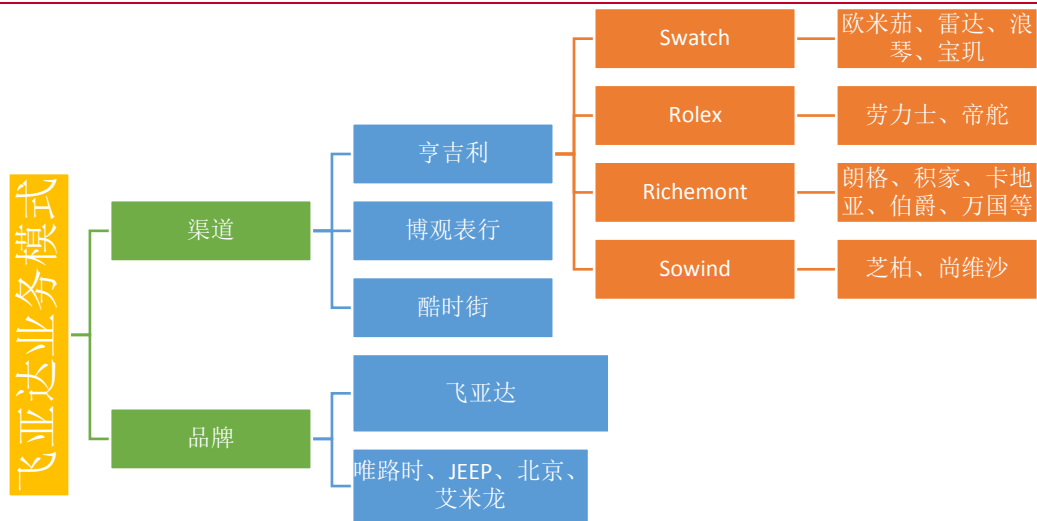 飞亚达业务模式
渠道
亨吉利
Swatch
欧米茄、雷达、浪
琴、宝玑
Rolex
劳力士、帝舵
Richemont
朗格、积家、卡地
亚、伯爵、万国等
Sowind
芝柏、尚维沙
博观表行
酷时街
品牌
飞亚达
唯路时、JEEP、北京、
艾米龙